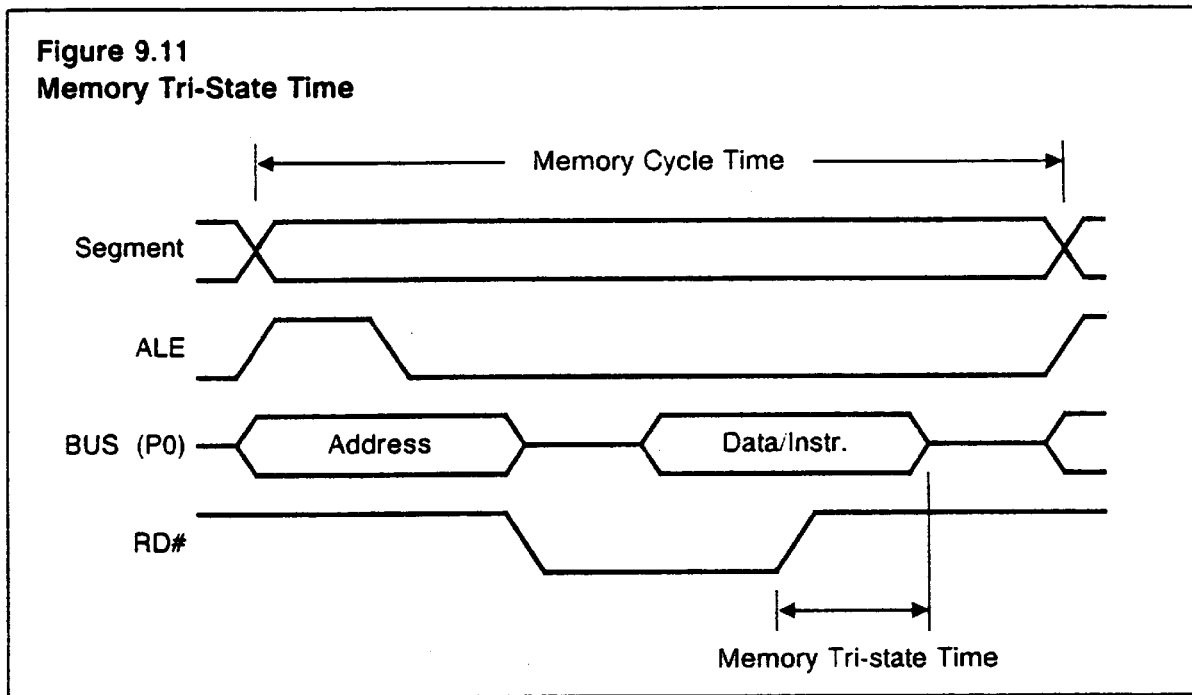 Figure 9.11
Memory Tri-State Time
Memory Cycle Time
Segment
ALE
BUS (P0)
Address
Data/Instr.
RD#
Memory Tri-state Time